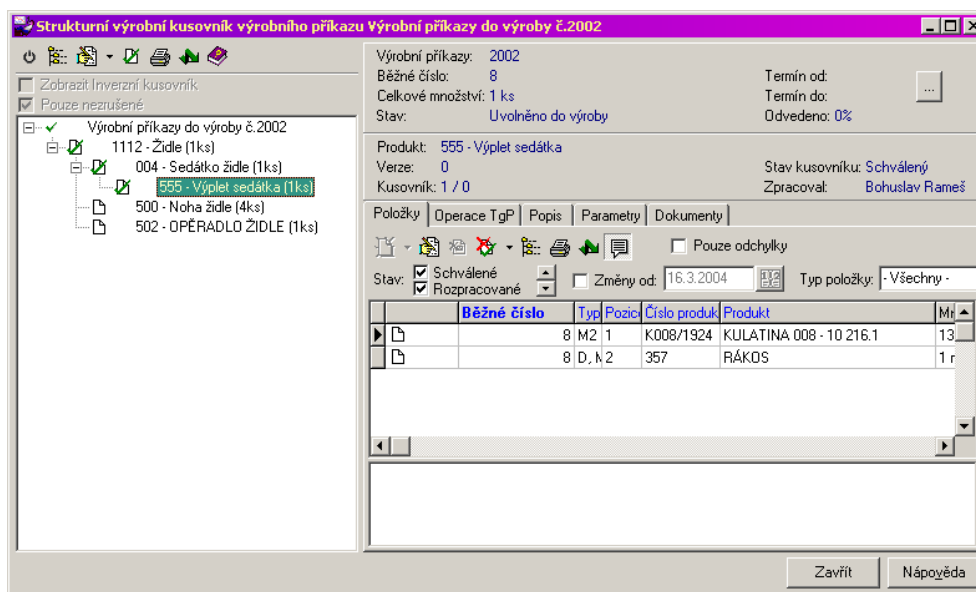 Strukturní výrobní kusovník výrobního příkazu Výrobní příkazy do výroby č.2002
Zobrazit Inverzní kusovník
Pouze nezrušené
Výrobní příkazy do výroby č.2002
1112 - Židle (1ks)
004 - Sedátko židle (1ks)
555 - Výplet sedátka (1ks)
500 - Noha židle (4ks)
502 - OPĚRADLO ŽIDLE (1ks)
Výrobní příkazy: 2002
Běžné číslo: 8 Termín od:
Celkové množství: 1 ks Termín do:
Stav: Uvolněno do výroby Odvedeno: 0%
...
Produkt: 555 - Výplet sedátka
Verze: 0 Stav kusovníku: Schválený
Kusovník: 1 / 0 Zpracoval: Bohuslav Rameš
Položky Operace TgP Popis Parametry Dokumenty
Pouze odchylky
Stav: Schválené
Rozpracované
Změny od: 16.3.2004 Typ položky: - Všechny -
Běžné číslo Typ Pozic Číslo produk Produkt
8 M2 1 K008/1924 KULATINA 008 - 10 216.1 13
8 D, 2 357 RÁKOS 1
Zavřít Nápověda